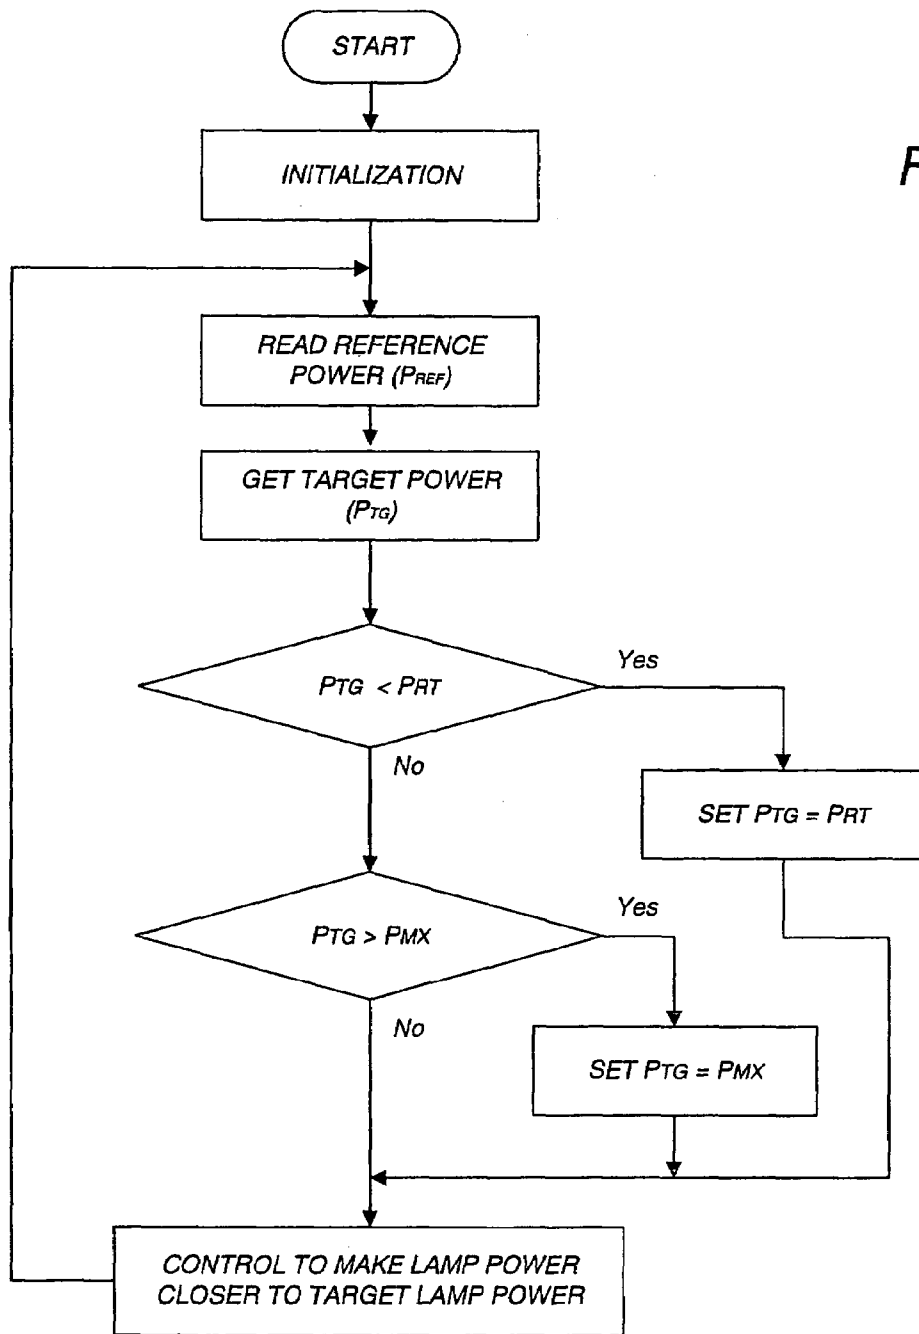 START
INITIALIZATION
F
READ REFERENCE
POWER (PREF)
GET TARGET POWER
(PTG)
PTG < PRT
Yes
No
SET PTG = PRT
PTG > PMX
Yes
No
SET PTG = PMX
CONTROL TO MAKE LAMP POWER
CLOSER TO TARGET LAMP POWER